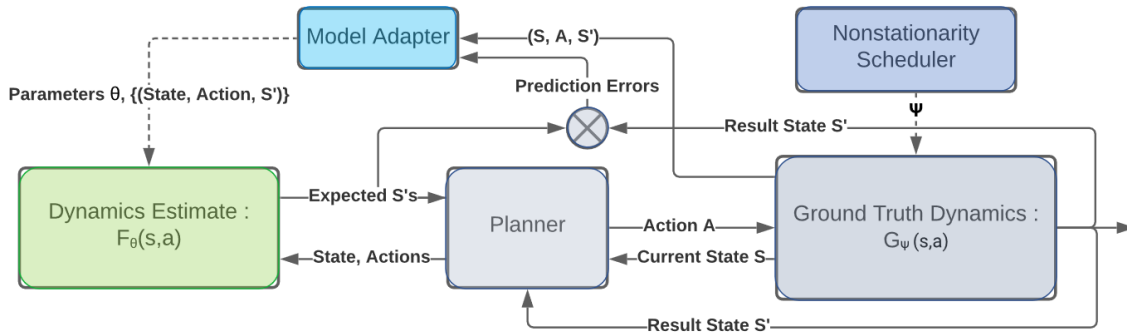 Model Adapter
(S, A, S')
Nonstationarity
Scheduler
Prediction Errors
Parameters θ, {(State, Action, S')}
Ψ
Result State S'
Dynamics Estimate :
Fθ(s,a)
Expected S's
State, Actions
Planner
Action A
Current State S
Ground Truth Dynamics :
GΨ(s,a)
Result State S'